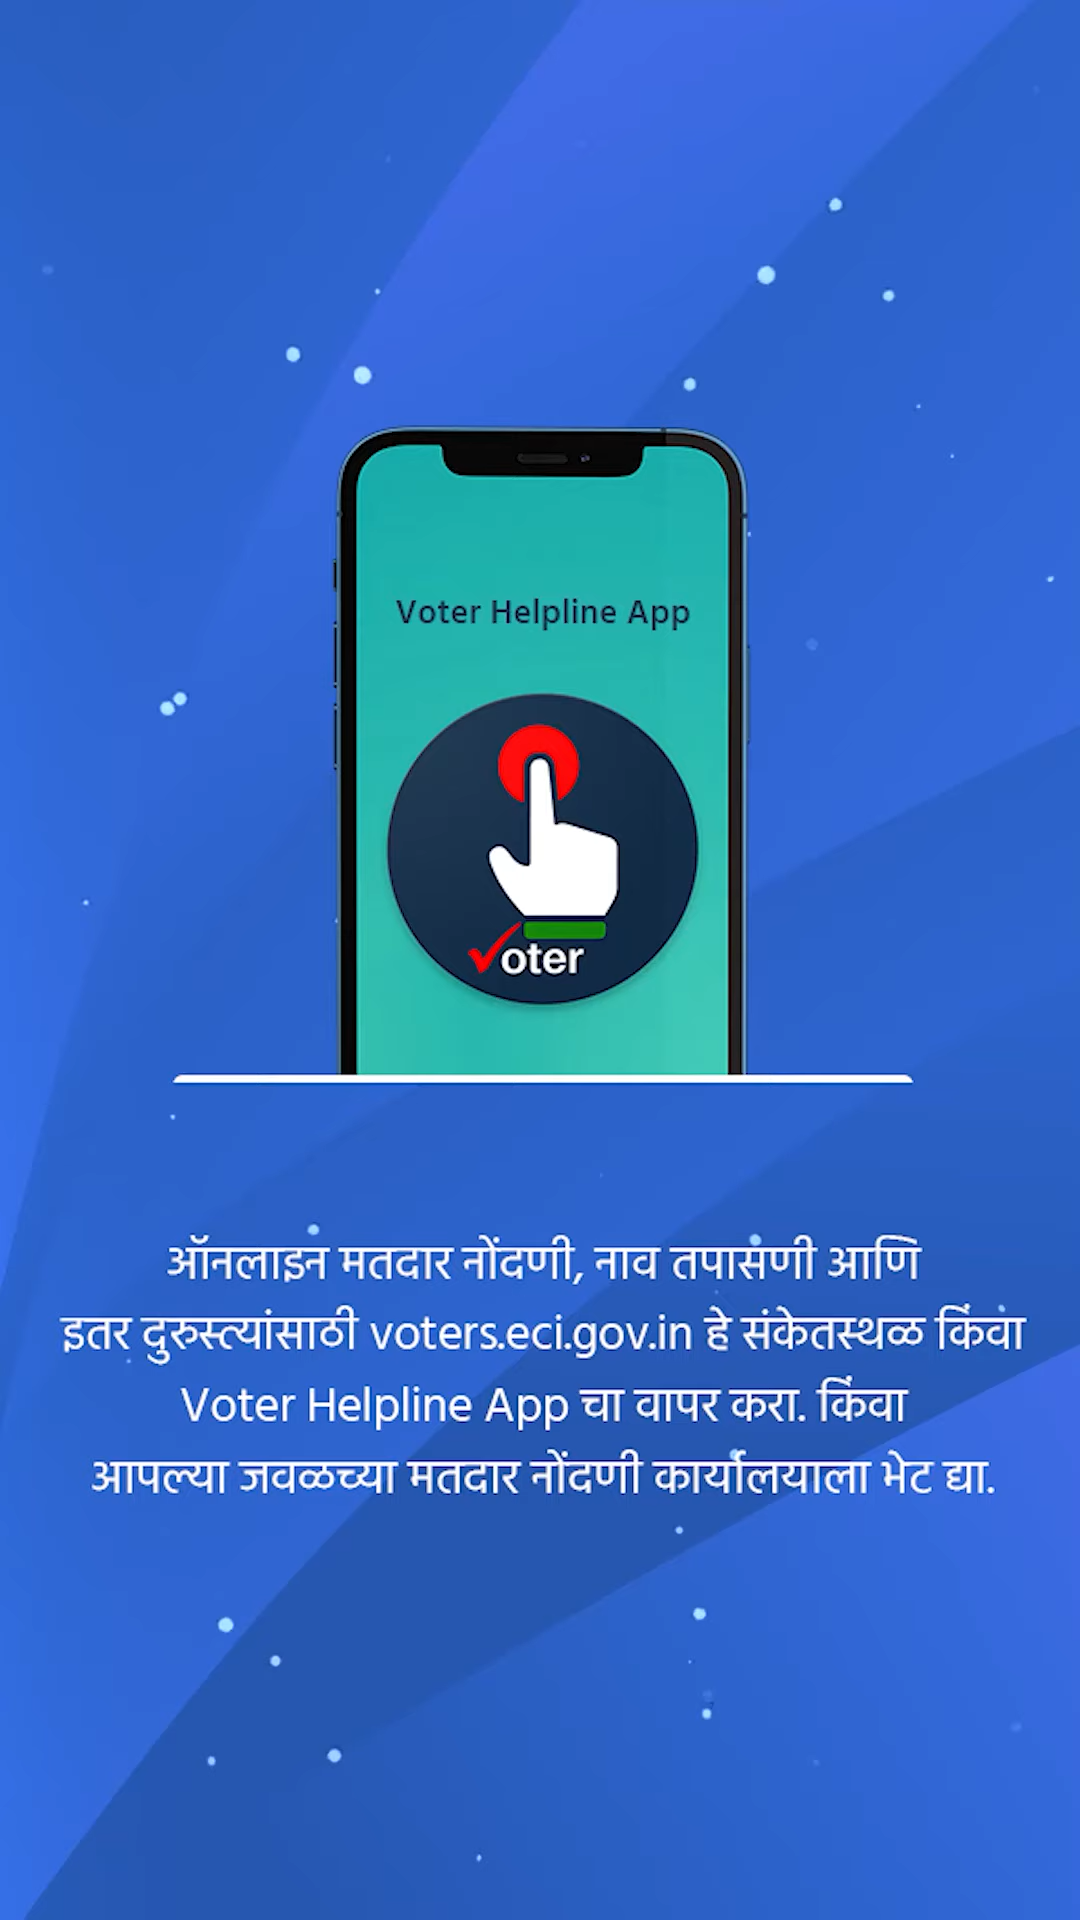 Voter Helpline App
Voter
ऑनलाइन मतदार नोंदणी, नाव तपासणी आणि
इतर दुरुस्त्यांसाठी voters.eci.gov.in हे संकेतस्थळ किंवा
Voter Helpline App चा वापर करा. किंवा
आपल्या जवळच्या मतदार नोंदणी कार्यालयाला भेट द्या.